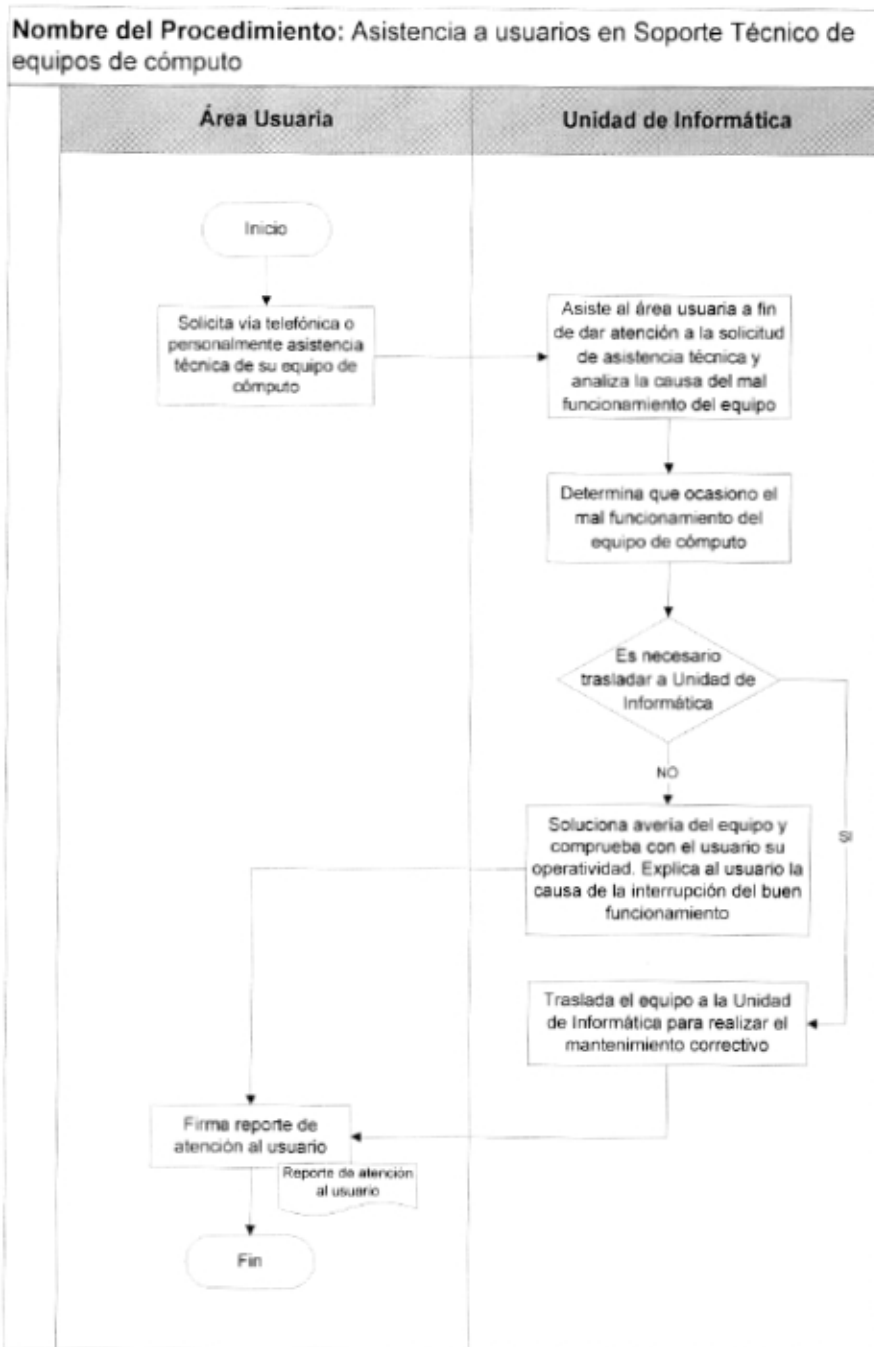 Nombre del Procedimiento: Asistencia a usuarios en Soporte Técnico de
equipos de cómputo
Área Usuaria
Unidad de Informática
Inicio
Solicita vía telefónica o
personalmente asistencia
técnica de su equipo de
cómputo
Asiste al área usuaria a fin
de dar atención a la solicitud
de asistencia técnica y
analiza la causa del mal
funcionamiento del equipo
Determina que ocasiono el
mal funcionamiento del
equipo de cómputo
Es necesario
trasladar a Unidad de
Informática
NO
SI
Soluciona avería del equipo y
comprueba con el usuario su
operatividad. Explica al usuario la
causa de la interrupción del buen
funcionamiento
Traslada el equipo a la Unidad
de Informática para realizar el
mantenimiento correctivo
Firma reporte de
atención al usuario
Reporte de atención
al usuario
Fin